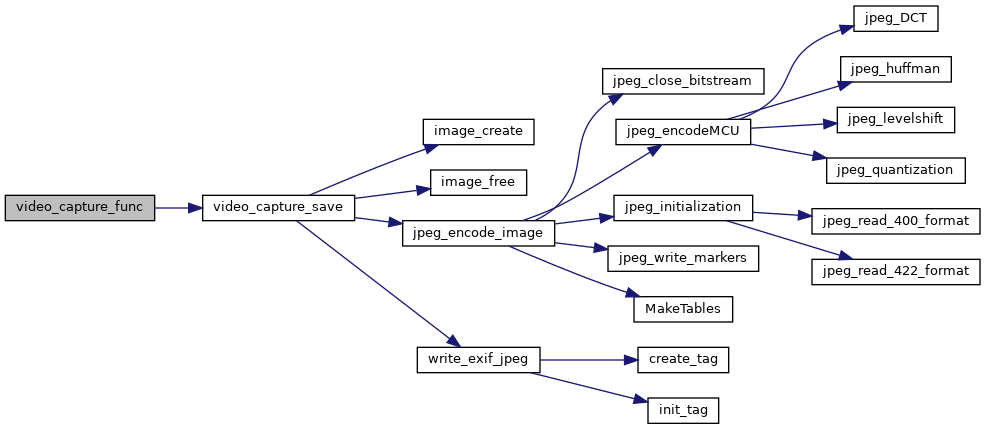 video_capture_func
video_capture_save
image_create
image_free
jpeg_encode_image
jpeg_close_bitstream
jpeg_encodeMCU
jpeg_DCT
jpeg_huffman
jpeg_levelshift
jpeg_quantization
jpeg_initialization
jpeg_read_400_format
jpeg_read_422_format
jpeg_write_markers
MakeTables
write_exif_jpeg
create_tag
init_tag